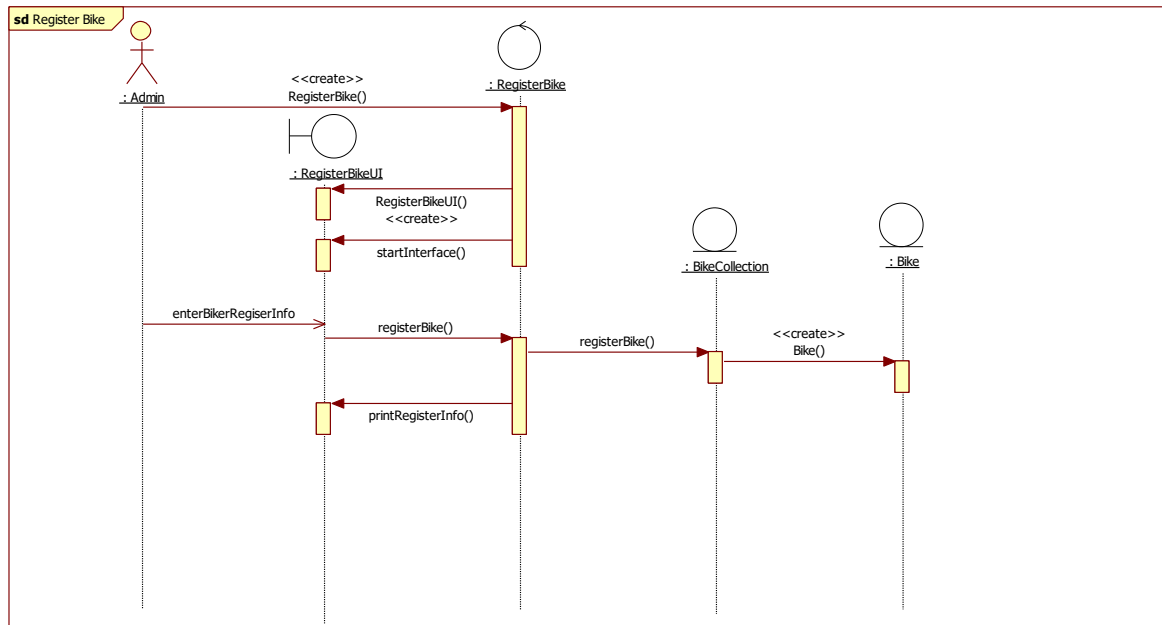 sd Register Bike
: Admin
<<create>>
RegisterBike()
: RegisterBike
: RegisterBikeUI
RegisterBikeUI()
<<create>>
startInterface()
: BikeCollection
: Bike
enterBikerRegiserInfo
registerBike()
registerBike()
<<create>>
Bike()
printRegisterInfo()